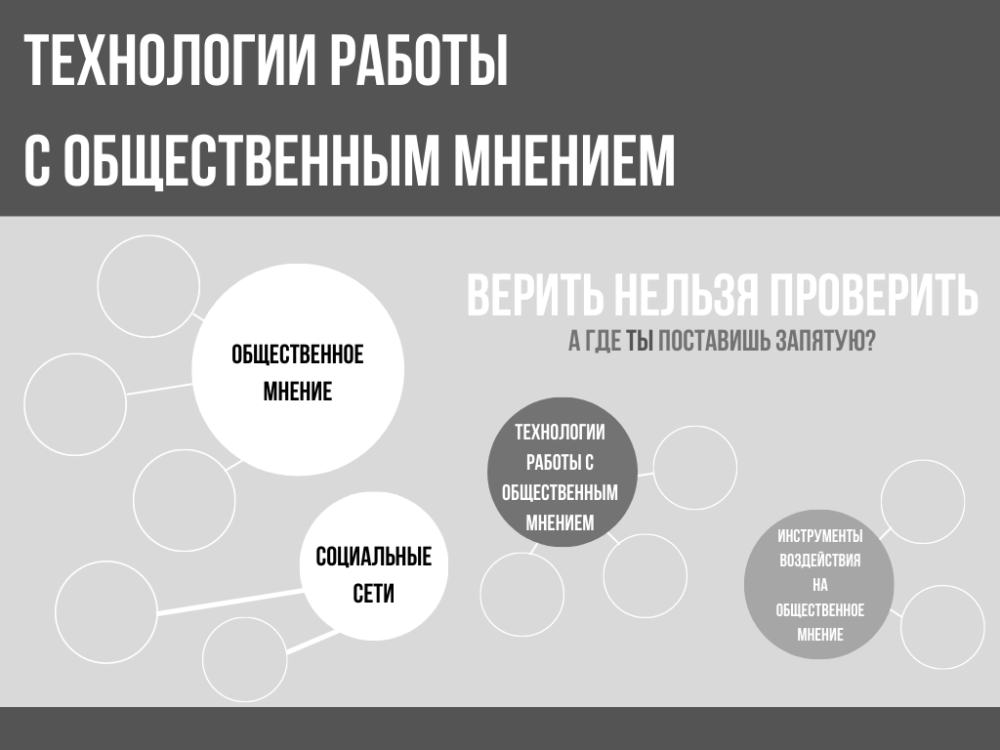 ТЕХНОЛОГИИ РАБОТЫ
С ОБЩЕСТВЕННЫМ МНЕНИЕМ
ВЕРИТЬ НЕЛЬЗЯ ПРОВЕРИТЬ
А ГДЕ ТЫ ПОСТАВИШЬ ЗАПЯТУЮ?
ОБЩЕСТВЕННОЕ
МНЕНИЕ
СОЦИАЛЬНЫЕ
СЕТИ
ТЕХНОЛОГИИ
РАБОТЫ С
ОБЩЕСТВЕННЫМ
МНЕНИЕМ
ИНСТРУМЕНТЫ
ВОЗДЕЙСТВИЯ
НА
ОБЩЕСТВЕННОЕ
МНЕНИЕ